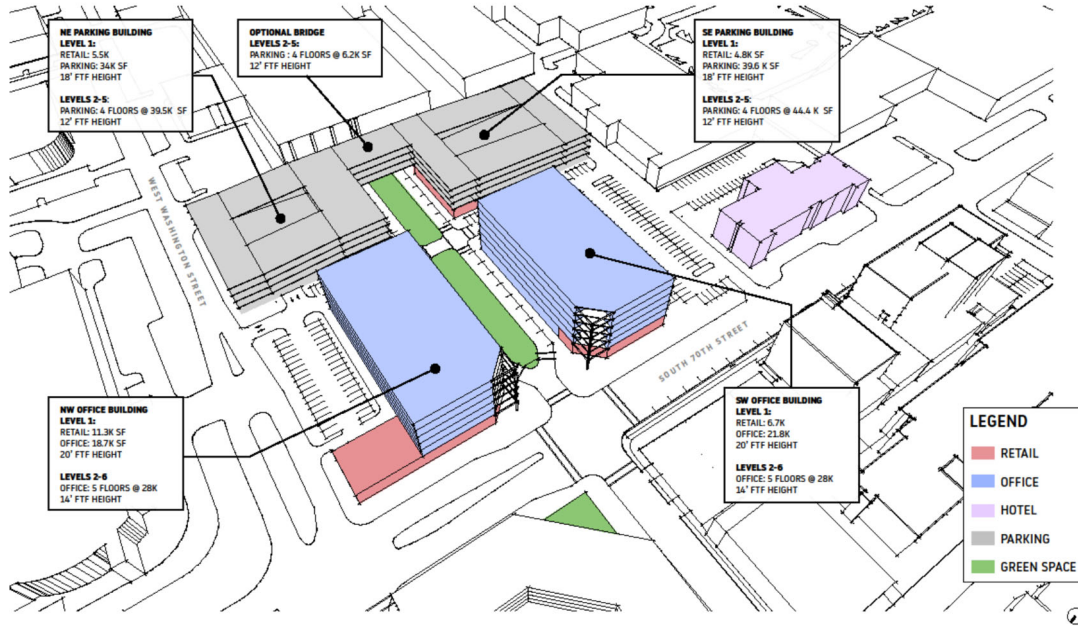 NE PARKING BUILDING
LEVEL 1:
RETAIL: 5.5K
PARKING: 34K SF
18' FTF HEIGHT
LEVELS 2-5:
PARKING: 4 FLOORS @ 39.5K SF
12' FTF HEIGHT
OPTIONAL BRIDGE
LEVELS 2-5:
PARKING : 4 FLOORS @ 6.2K SF
12' FTF HEIGHT
SE PARKING BUILDING
LEVEL 1:
RETAIL: 4.8K SF
PARKING: 39.6 K SF
18' FTF HEIGHT
LEVELS 2-5:
PARKING: 4 FLOORS @ 44.4 K SF
12' FTF HEIGHT
WEST WASHINGTON STREET
SOUTH 70TH STREET
NW OFFICE BUILDING
LEVEL 1:
RETAIL: 11.3K SF
OFFICE: 18.7K SF
20' FTF HEIGHT
LEVELS 2-6
OFFICE: 5 FLOORS @ 28K
14' FTF HEIGHT
SW OFFICE BUILDING
LEVEL 1:
RETAIL: 6.7K
OFFICE: 21.8K
20' FTF HEIGHT
LEVELS 2-6
OFFICE: 5 FLOORS @ 28K
14' FTF HEIGHT
LEGEND
RETAIL
OFFICE
HOTEL
PARKING
GREEN SPACE